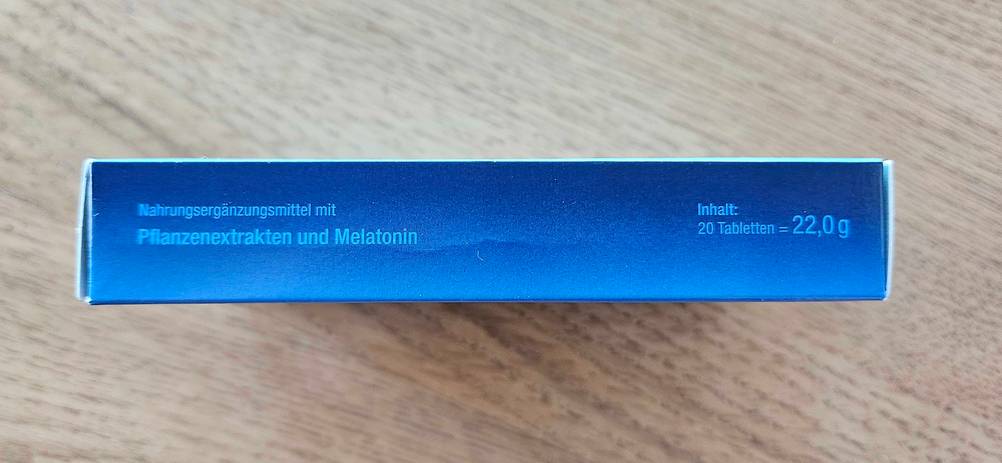 Nahrungsergänzungsmittel mit
Pflanzenextrakten und Melatonin
Inhalt:
20 Tabletten = 22,0 g